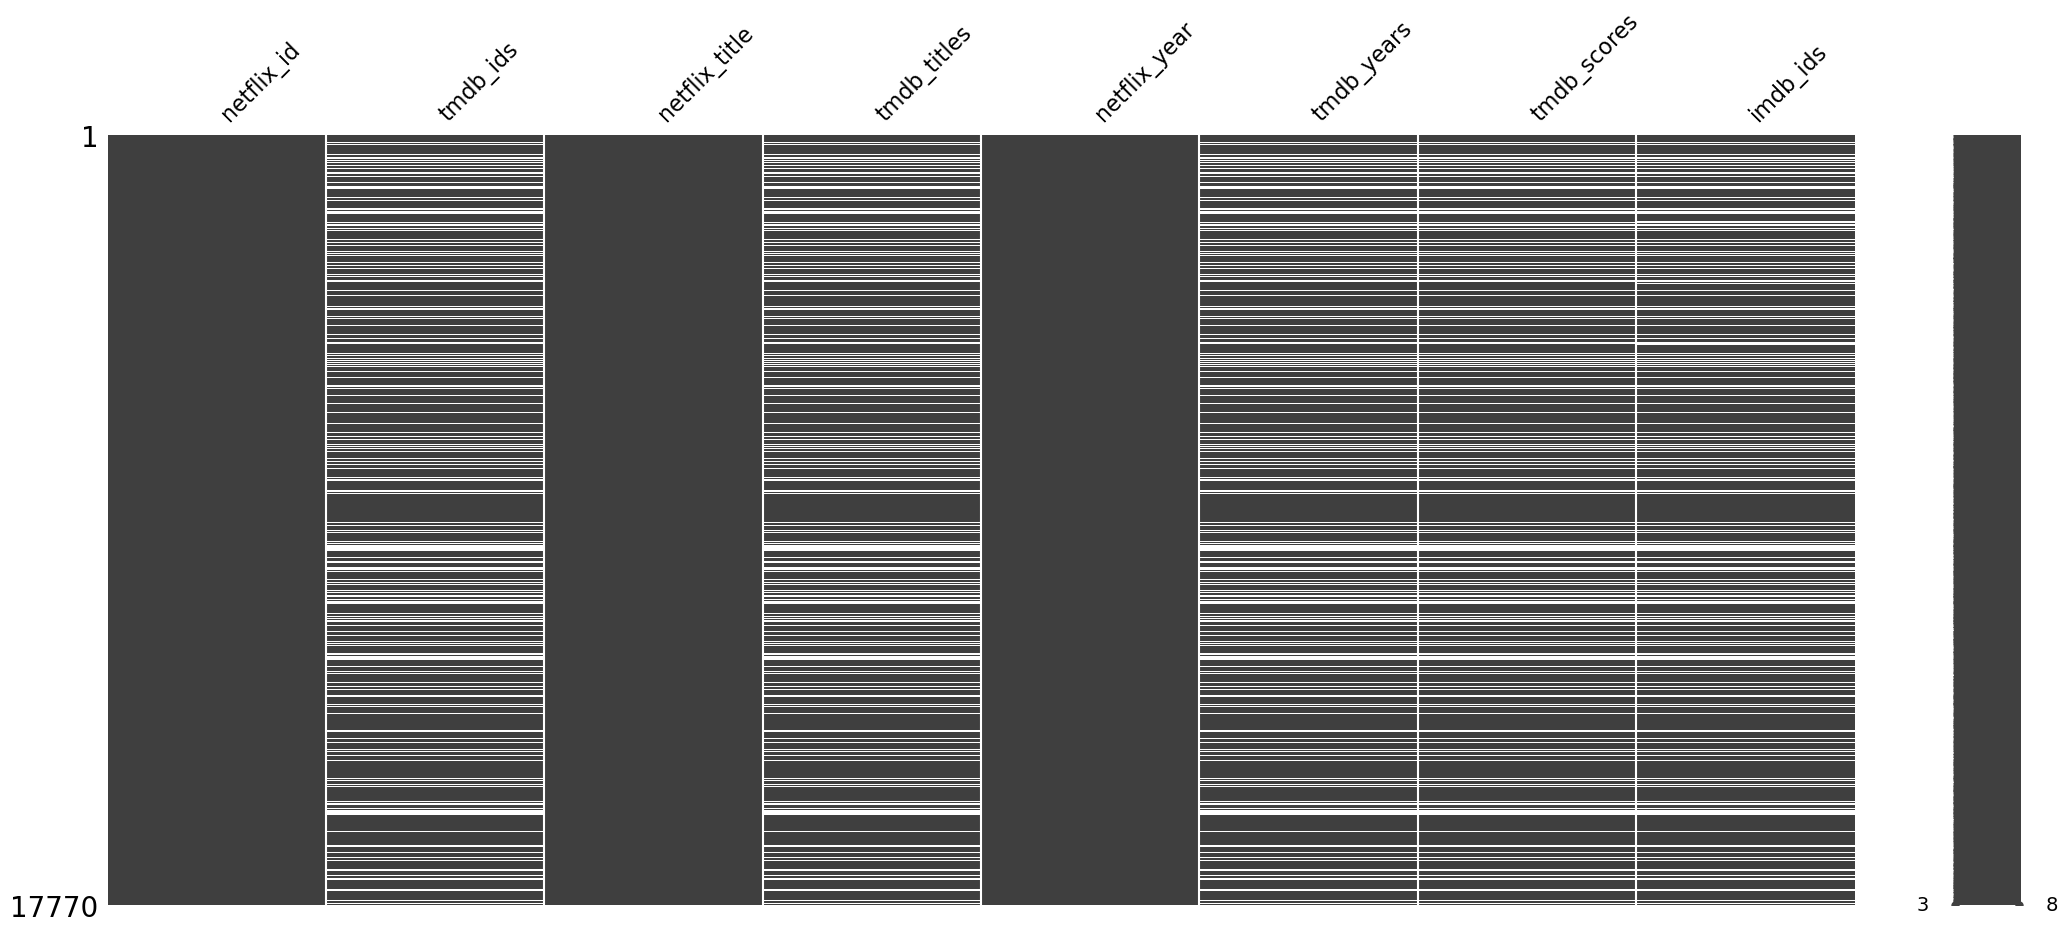 netflix_id
tmdb_ids
netflix_title
tmdb_titles
netflix_year
tmdb_years
tmdb_scores
imdb_ids
1
17770
3
8